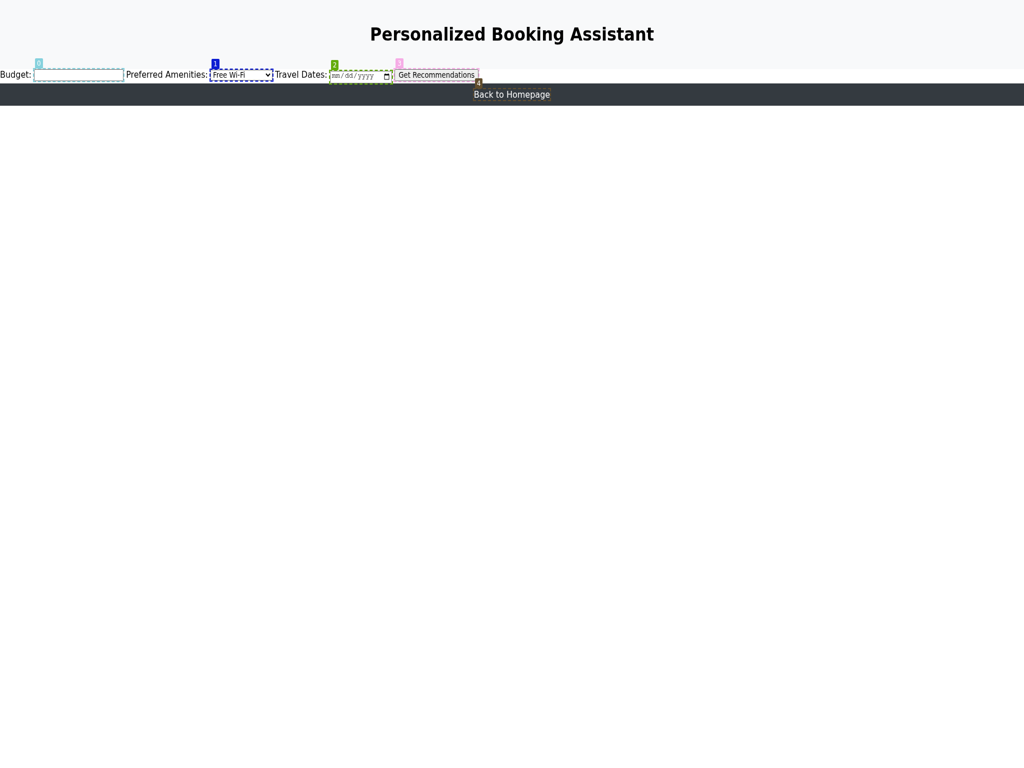 Personalized Booking Assistant
0 1 2 3
Budget: Preferred Amenities: Free Wi-Fi Travel Dates: mm/dd/yyyy Get Recommendations
4
Back to Homepage